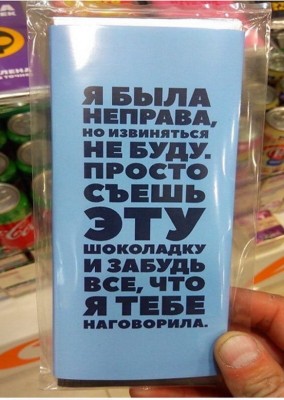 Я БЫЛА
НЕПРАВА,
НО ИЗВИНЯТЬСЯ
НЕ БУДУ.
ПРОСТО
СЪЕШЬ
ЭТУ
ШОКОЛАДКУ
И ЗАБУДЬ
ВСЕ, ЧТО
Я ТЕБЕ
НАГОВОРИЛА.